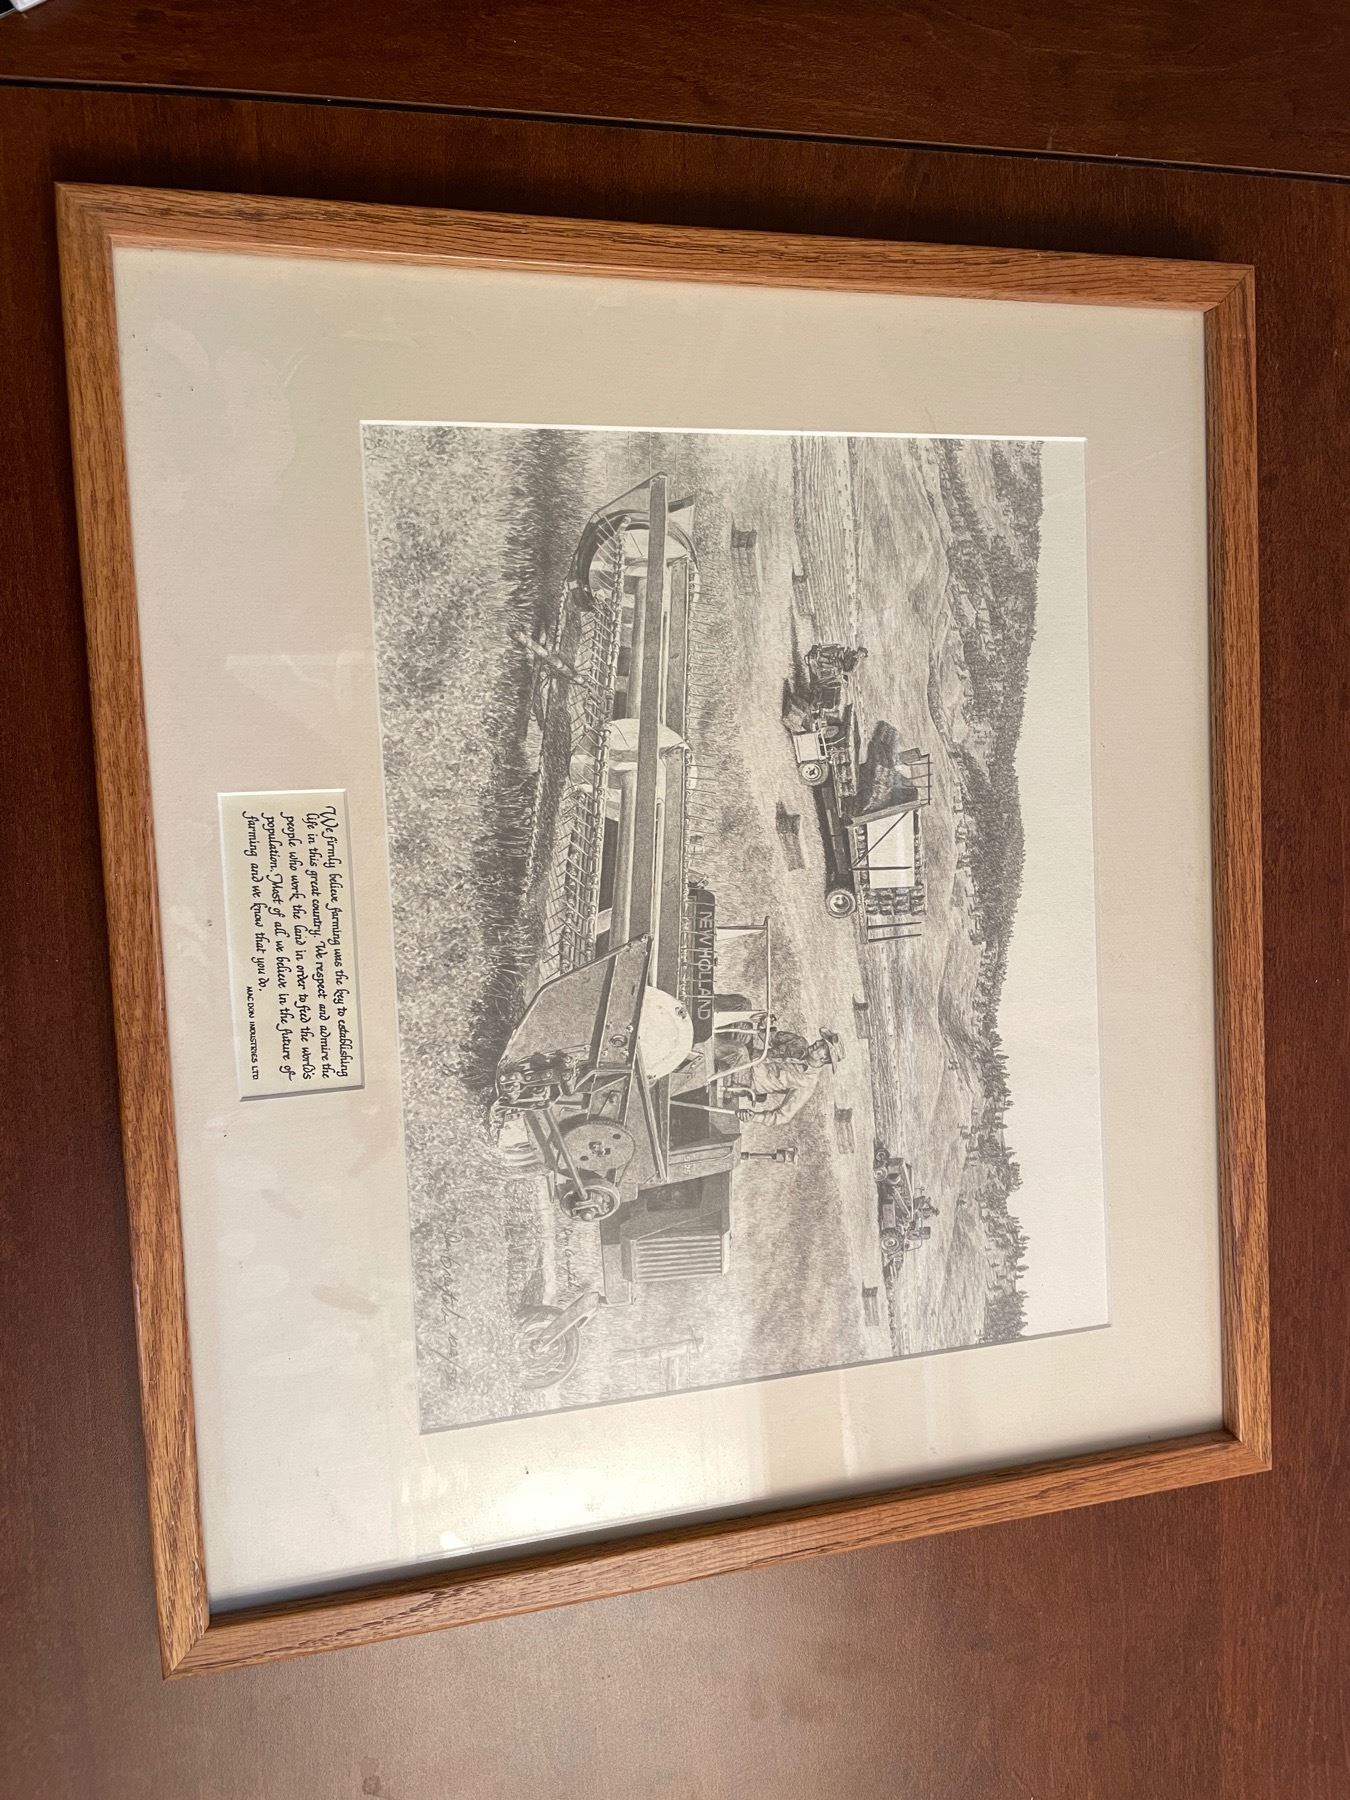 NEW HOLLAND
We firmly believe farming was the key to establishing
life in this great country. We respect and admire the
people who work the land in order to feed the world's
population. Most of all we believe in the future of
farming and we know that you do.
MACDON INDUSTRIES LTD